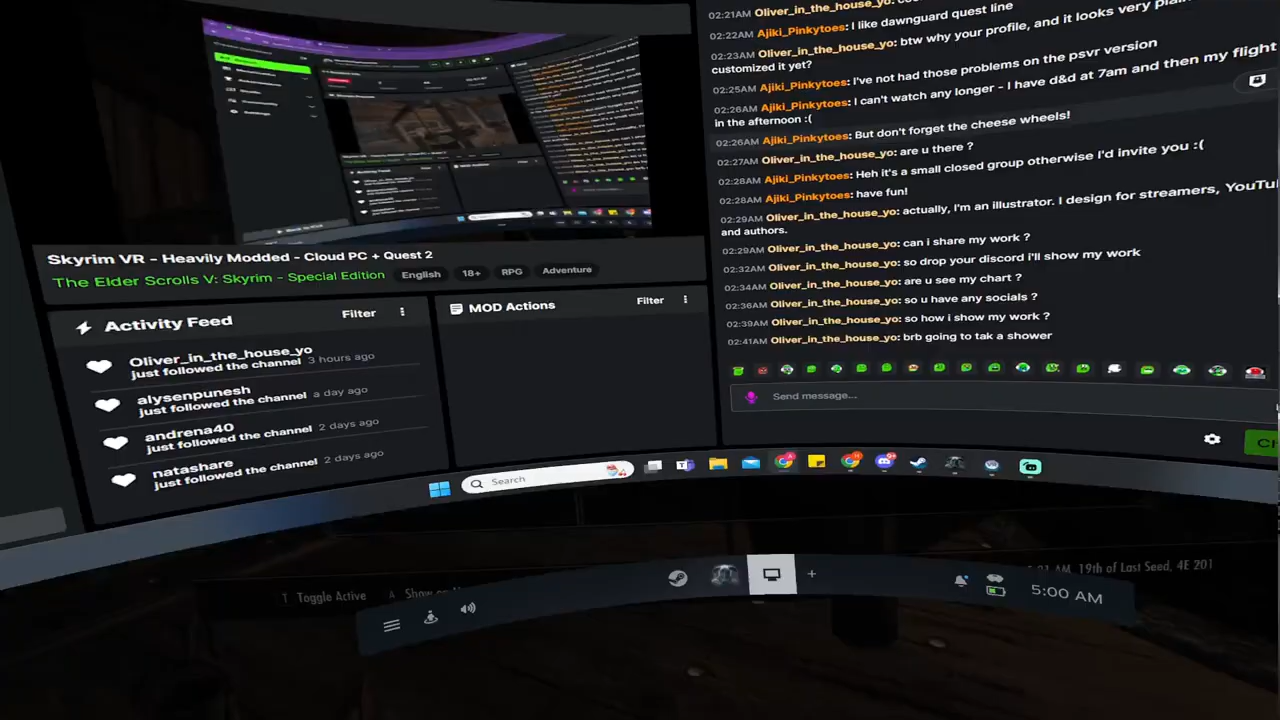 02:21AM Oliver_in_the_house_yo:
02:22AM Ajiki_Pinkytoes: I like dawnguard quest line
02:23AM Oliver_in_the_house_yo: btw why your profile, and it looks very plain
customized it yet?
02:25AM Ajiki_Pinkytoes: I've not had those problems on the psvr version
02:26AM Ajiki_Pinkytoes: I can't watch any longer - I have d&d at 7am and then my flight
in the afternoon :(
02:26AM Ajiki_Pinkytoes: But don't forget the cheese wheels!
02:27AM Oliver_in_the_house_yo: are u there ?
02:28AM Ajiki_Pinkytoes: Heh it's a small closed group otherwise I'd invite you :(
02:28AM Ajiki_Pinkytoes: have fun!
02:29AM Oliver_in_the_house_yo: actually, I'm an illustrator. I design for streamers, YouTu
and authors.
02:29AM Oliver_in_the_house_yo: can i share my work ?
02:32AM Oliver_in_the_house_yo: so drop your discord i'll show my work
02:34AM Oliver_in_the_house_yo: are u see my chart ?
02:36AM Oliver_in_the_house_yo: so u have any socials ?
02:39AM Oliver_in_the_house_yo: so how i show my work ?
02:41AM Oliver_in_the_house_yo: brb going to tak a shower
Send message...
Skyrim VR - Heavily Modded - Cloud PC + Quest 2
The Elder Scrolls V: Skyrim - Special Edition English 18+ RPG Adventure
Activity Feed Filter
MOD Actions Filter
Oliver_in_the_house_yo
just followed the channel 3 hours ago
alysenpunesh
just followed the channel a day ago
andrena40
just followed the channel 2 days ago
natashare
just followed the channel 2 days ago
Search
T Toggle Active
AM, 19th of Last Seed, 4E 201
5:00 AM